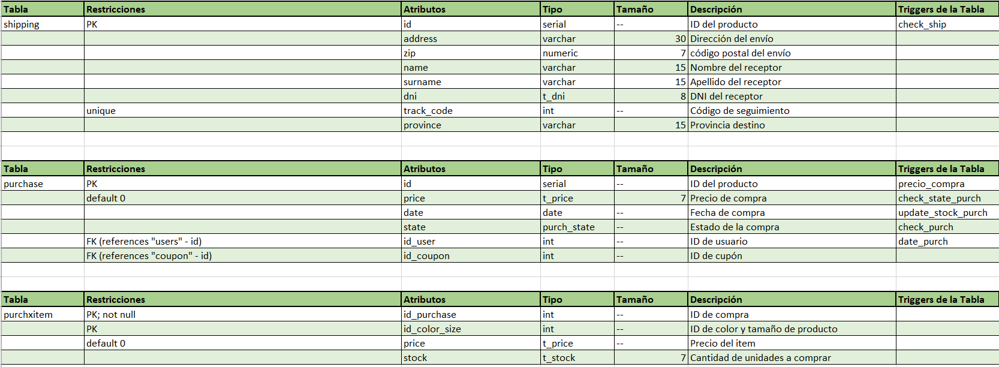 Tabla Restricciones Atributos Tipo Tamaño Descripción Triggers de la Tabla
shipping PK id serial -- ID del producto check_ship
address varchar 30 Dirección del envío
zip numeric 7 código postal del envío
name varchar 15 Nombre del receptor
surname varchar 15 Apellido del receptor
dni t_dni 8 DNI del receptor
unique track_code int -- Código de seguimiento
province varchar 15 Provincia destino
Tabla Restricciones Atributos Tipo Tamaño Descripción Triggers de la Tabla
purchase PK id serial -- ID del producto precio_compra
default 0 price t_price 7 Precio de compra check_state_purch
date date -- Fecha de compra update_stock_purch
state purch_state -- Estado de la compra check_purch
FK (references "users" - id) id_user int -- ID de usuario date_purch
FK (references "coupon" - id) id_coupon int -- ID de cupón
Tabla Restricciones Atributos Tipo Tamaño Descripción Triggers de la Tabla
purchxitem PK; not null id_purchase int -- ID de compra
PK id_color_size int -- ID de color y tamaño de producto
default 0 price t_price -- Precio del item
stock t_stock 7 Cantidad de unidades a comprar